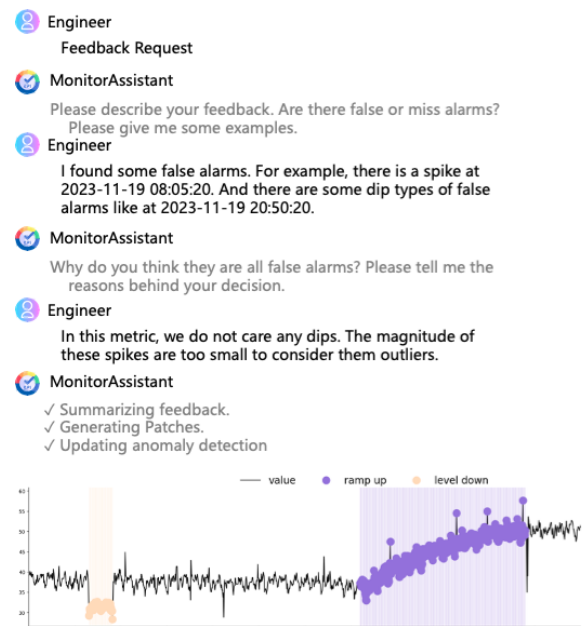 Engineer
Feedback Request
MonitorAssistant
Please describe your feedback. Are there false or miss alarms?
Please give me some examples.
Engineer
I found some false alarms. For example, there is a spike at
2023-11-19 08:05:20. And there are some dip types of false
alarms like at 2023-11-19 20:50:20.
MonitorAssistant
Why do you think they are all false alarms? Please tell me the
reasons behind your decision.
Engineer
In this metric, we do not care any dips. The magnitude of
these spikes are too small to consider them outliers.
MonitorAssistant
✓ Summarizing feedback.
✓ Generating Patches.
✓ Updating anomaly detection
value ramp up level down
60
55
50
45
40
35
30